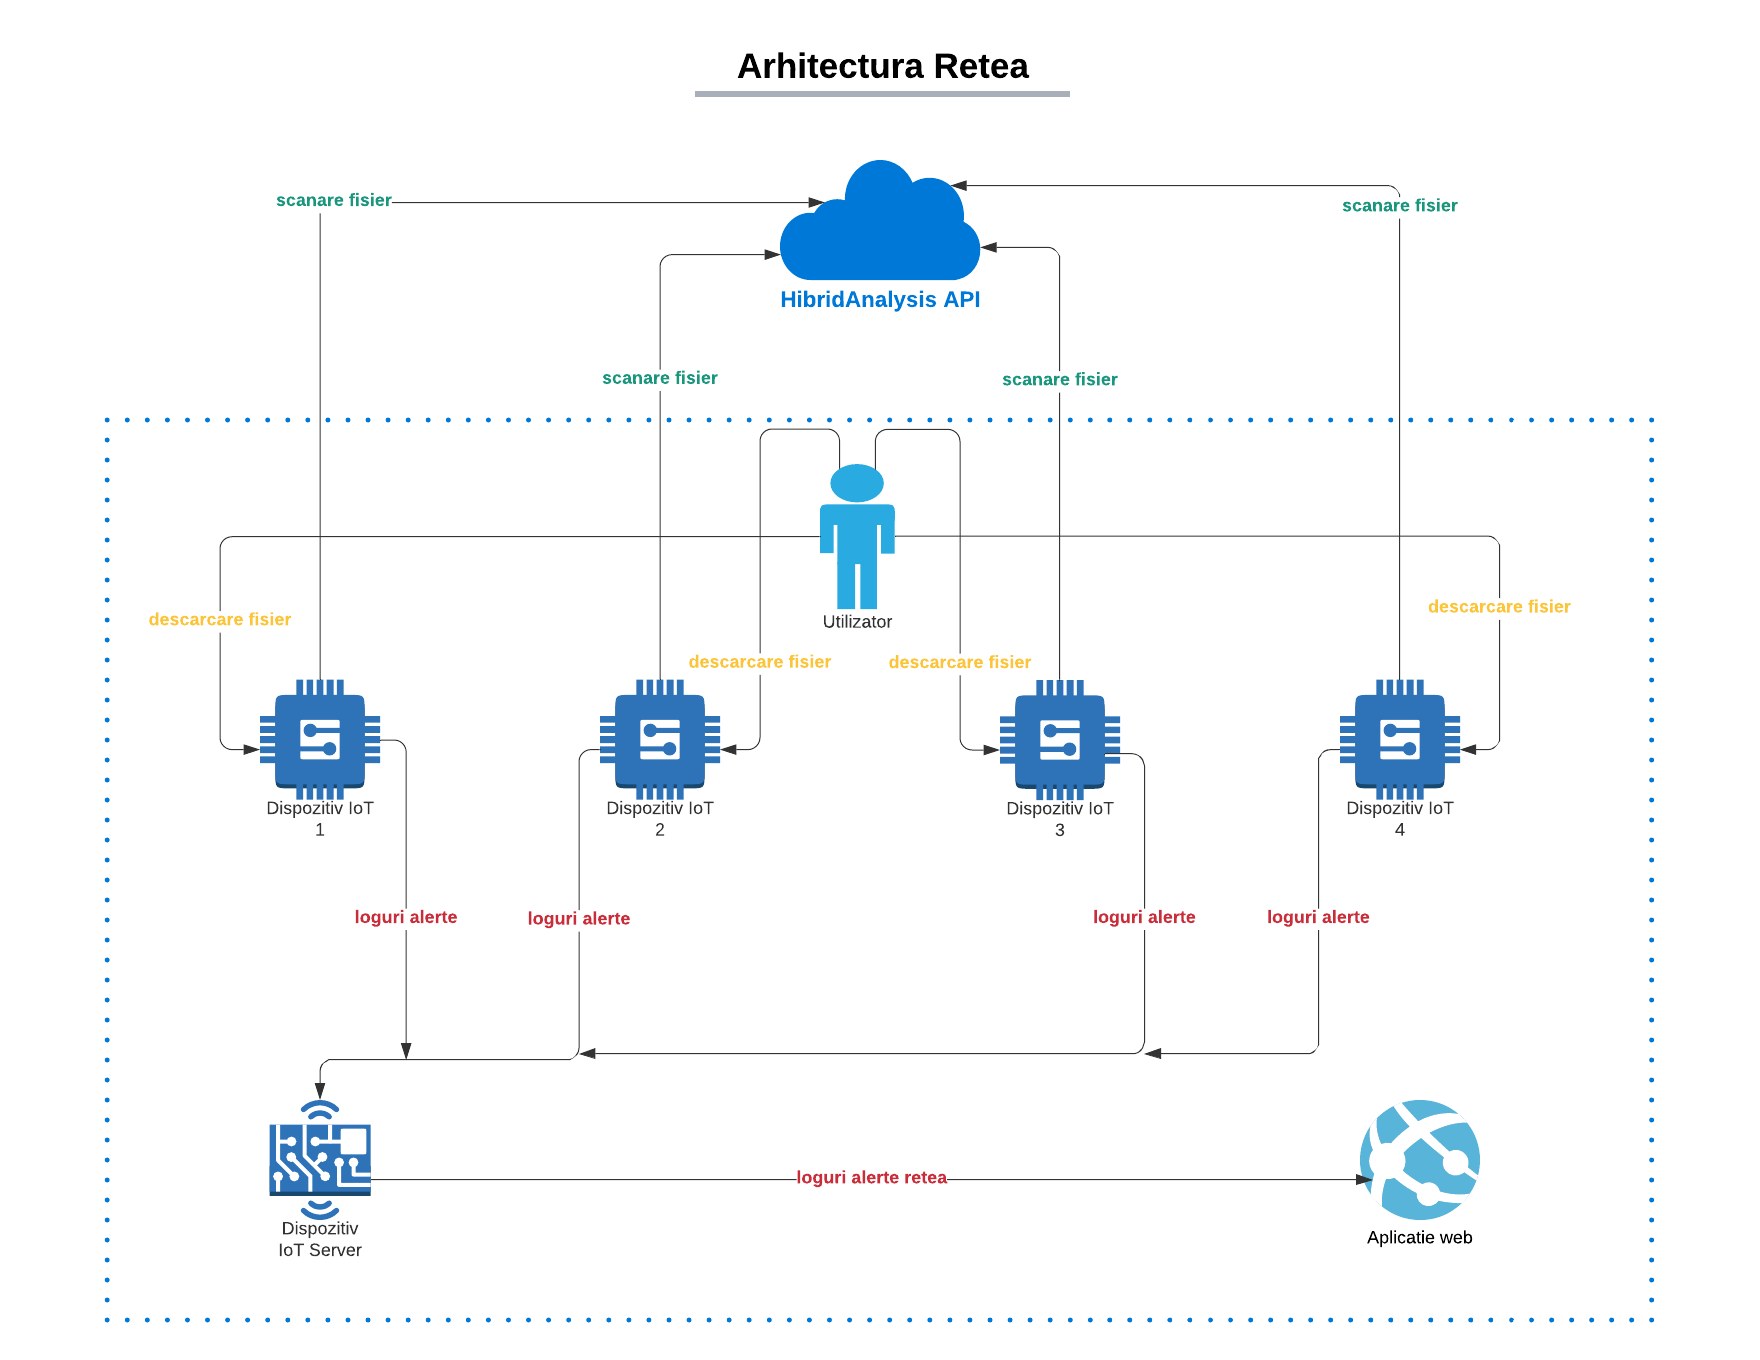 Arhitectura Retea
scanare fisier
scanare fisier
HibridAnalysis API
scanare fisier
scanare fisier
descarcare fisier
descarcare fisier
Utilizator
descarcare fisier
descarcare fisier
Dispozitiv IoT
1
Dispozitiv IoT
2
Dispozitiv IoT
3
Dispozitiv IoT
4
loguri alerte
loguri alerte
loguri alerte
loguri alerte
loguri alerte retea
Dispozitiv
IoT Server
Aplicatie web